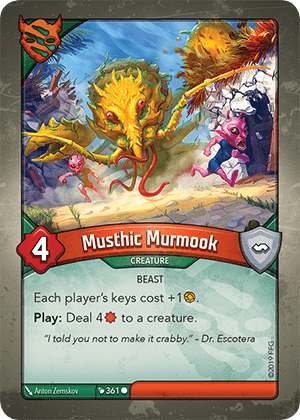 4
Musthic Murmook
CREATURE
BEAST
Each player's keys cost +1.
Play: Deal 4 to a creature.
"I told you not to make it crabby." - Dr. Escotera
Anton Zemskov
361
©2019 FFG